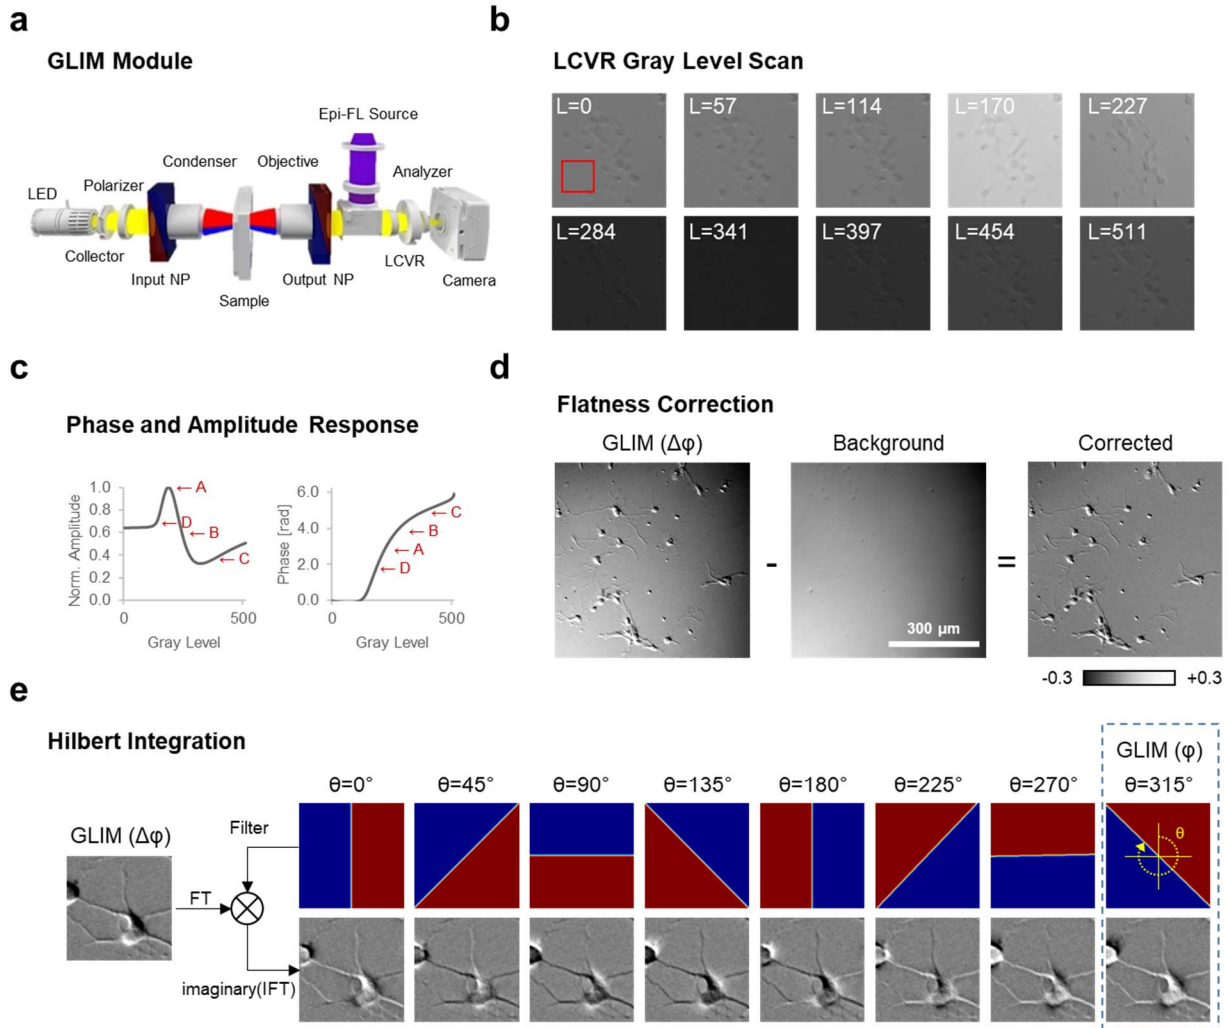 a
GLIM Module
Epi-FL Source
Condenser
Objective
Analyzer
Polarizer
LED
Collector
Input NP
Output NP
LCVR
Sample
Camera
b
LCVR Gray Level Scan
L=0
L=57
L=114
L=170
L=227
L=284
L=341
L=397
L=454
L=511
c
Phase and Amplitude Response
Norm. Amplitude
1.0
0.8
0.6
0.4
0.2
0.0
0
500
Gray Level
← A
← D
← B
← C
Phase [rad]
6.0
4.0
2.0
0.0
0
500
Gray Level
← C
← B
← A
← D
d
Flatness Correction
GLIM (Δφ)
Background
Corrected
-
=
300 µm
-0.3
+0.3
e
Hilbert Integration
GLIM (φ)
θ=0°
θ=45°
θ=90°
θ=135°
θ=180°
θ=225°
θ=270°
θ=315°
θ
GLIM (Δφ)
Filter
FT
imaginary(IFT)